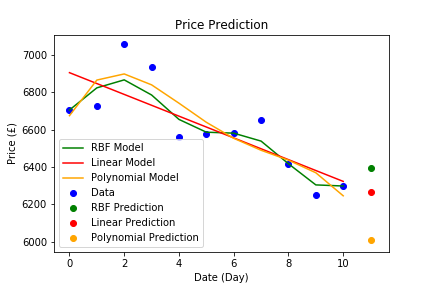 Price Prediction
Price (£)
7000
6800
6600
6400
6200
6000
RBF Model
Linear Model
Polynomial Model
Data
RBF Prediction
Linear Prediction
Polynomial Prediction
0 2 4 6 8 10
Date (Day)